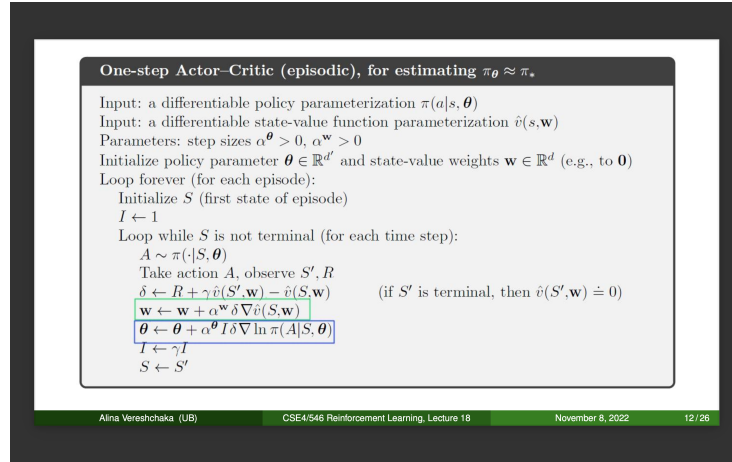 One-step Actor–Critic (episodic), for estimating π_θ ≈ π_*
Input: a differentiable policy parameterization π(a|s, θ)
Input: a differentiable state-value function parameterization v̂(s,w)
Parameters: step sizes α^θ > 0, α^w > 0
Initialize policy parameter θ ∈ ℝ^d′ and state-value weights w ∈ ℝ^d (e.g., to 0)
Loop forever (for each episode):
Initialize S (first state of episode)
I ← 1
Loop while S is not terminal (for each time step):
A ∼ π(·|S, θ)
Take action A, observe S′, R
δ ← R + γ v̂(S′,w) − v̂(S,w) (if S′ is terminal, then v̂(S′,w) ≐ 0)
w ← w + α^w δ ∇v̂(S,w)
θ ← θ + α^θ I δ ∇ ln π(A|S, θ)
I ← γI
S ← S′
Alina Vereshchaka (UB) CSE4/546 Reinforcement Learning, Lecture 18 November 8, 2022 12 / 26